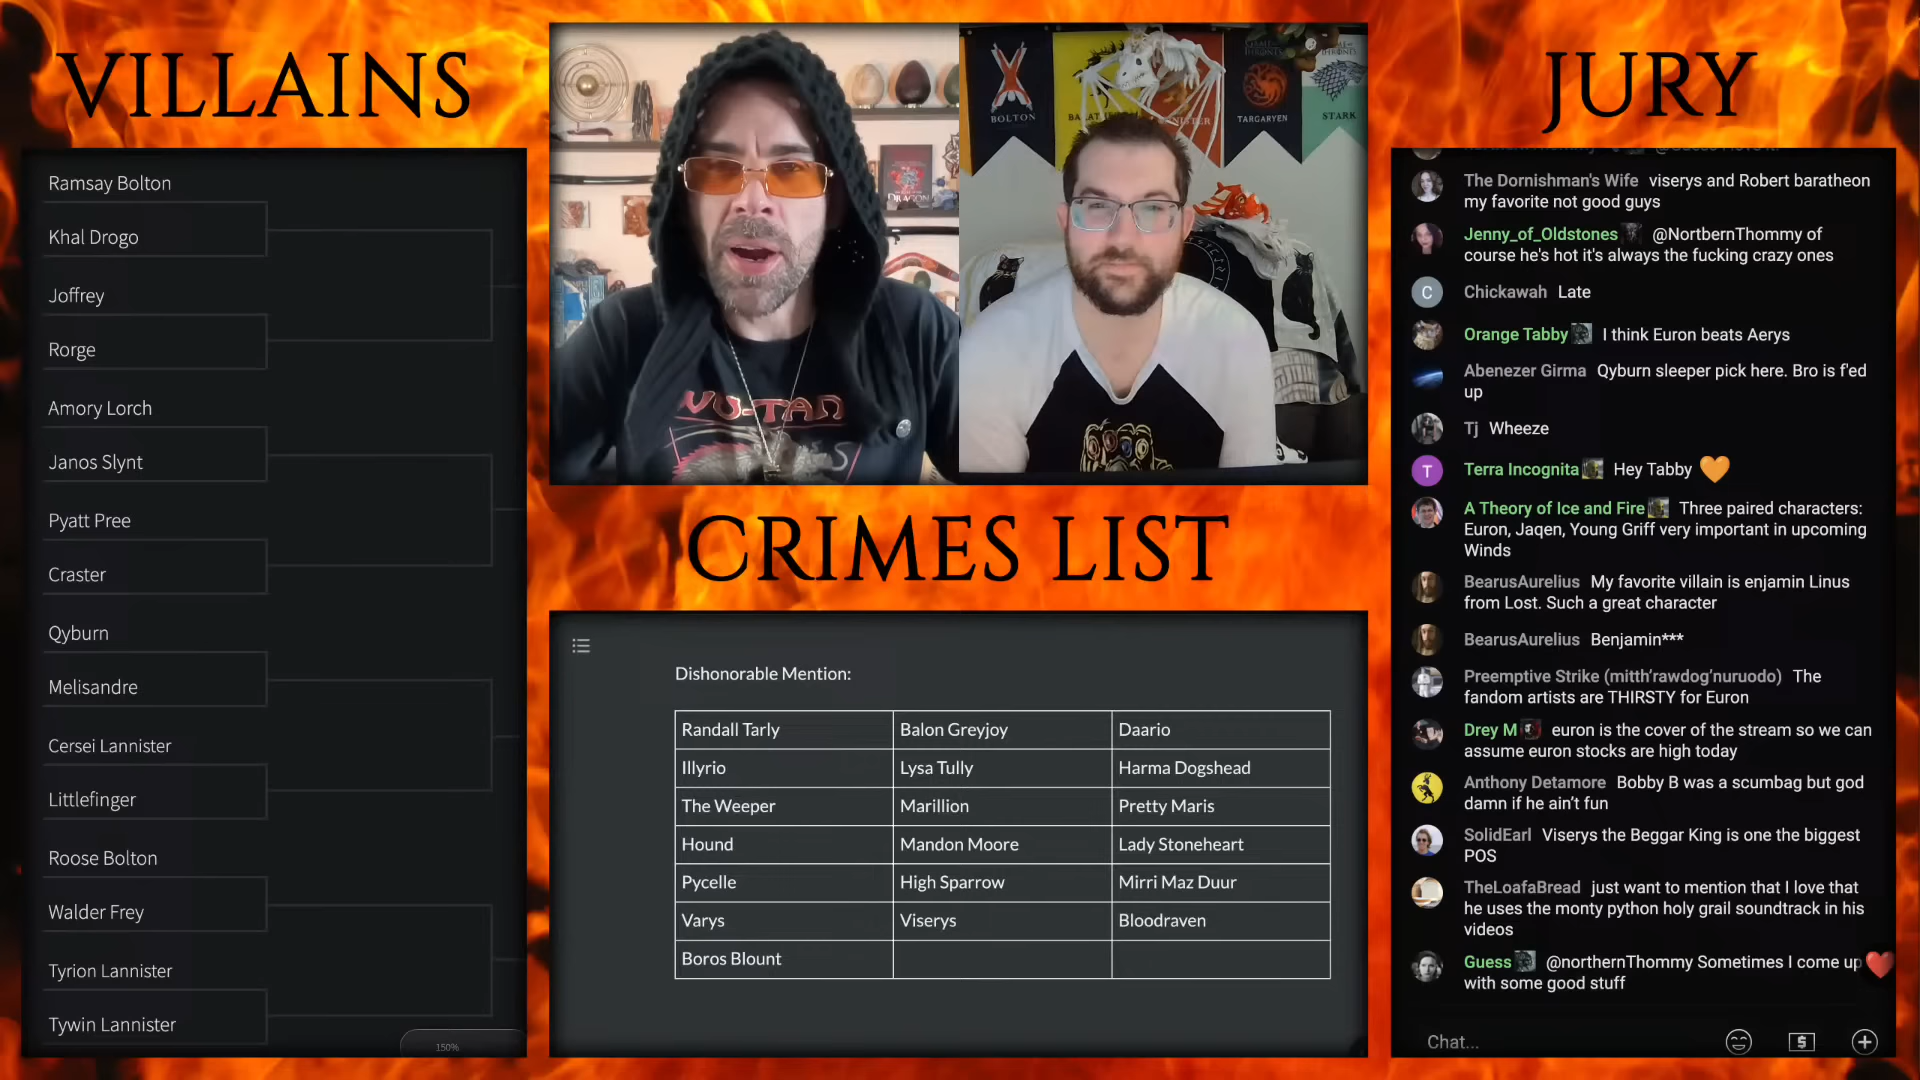 VILLAINS
Ramsay Bolton
Khal Drogo
Joffrey
Rorge
Amory Lorch
Janos Slynt
Pyatt Pree
Craster
Qyburn
Melisandre
Cersei Lannister
Littlefinger
Roose Bolton
Walder Frey
Tyrion Lannister
Tywin Lannister
150%
DRAGON
WU-TAN
BOLTON
TARGARYEN
STARK
CRIMES LIST
Dishonorable Mention:
Randall Tarly Balon Greyjoy Daario
Illyrio Lysa Tully Harma Dogshead
The Weeper Marillion Pretty Maris
Hound Mandon Moore Lady Stoneheart
Pycelle High Sparrow Mirri Maz Duur
Varys Viserys Bloodraven
Boros Blount
JURY
The Dornishman's Wife viserys and Robert baratheon
my favorite not good guys
Jenny_of_Oldstones @NortbernThommy of
course he's hot it's always the fucking crazy ones
C Chickawah Late
Orange Tabby I think Euron beats Aerys
Abenezer Girma Qyburn sleeper pick here. Bro is f'ed
up
Tj Wheeze
T Terra Incognita Hey Tabby 🧡
A Theory of Ice and Fire Three paired characters:
Euron, Jaqen, Young Griff very important in upcoming
Winds
BearusAurelius My favorite villain is enjamin Linus
from Lost. Such a great character
BearusAurelius Benjamin***
Preemptive Strike (mitth'rawdog'nuruodo) The
fandom artists are THIRSTY for Euron
Drey M euron is the cover of the stream so we can
assume euron stocks are high today
Anthony Detamore Bobby B was a scumbag but god
damn if he ain't fun
SolidEarl Viserys the Beggar King is one the biggest
POS
TheLoafaBread just want to mention that I love that
he uses the monty python holy grail soundtrack in his
videos
Guess @northernThommy Sometimes I come up
with some good stuff
Chat...